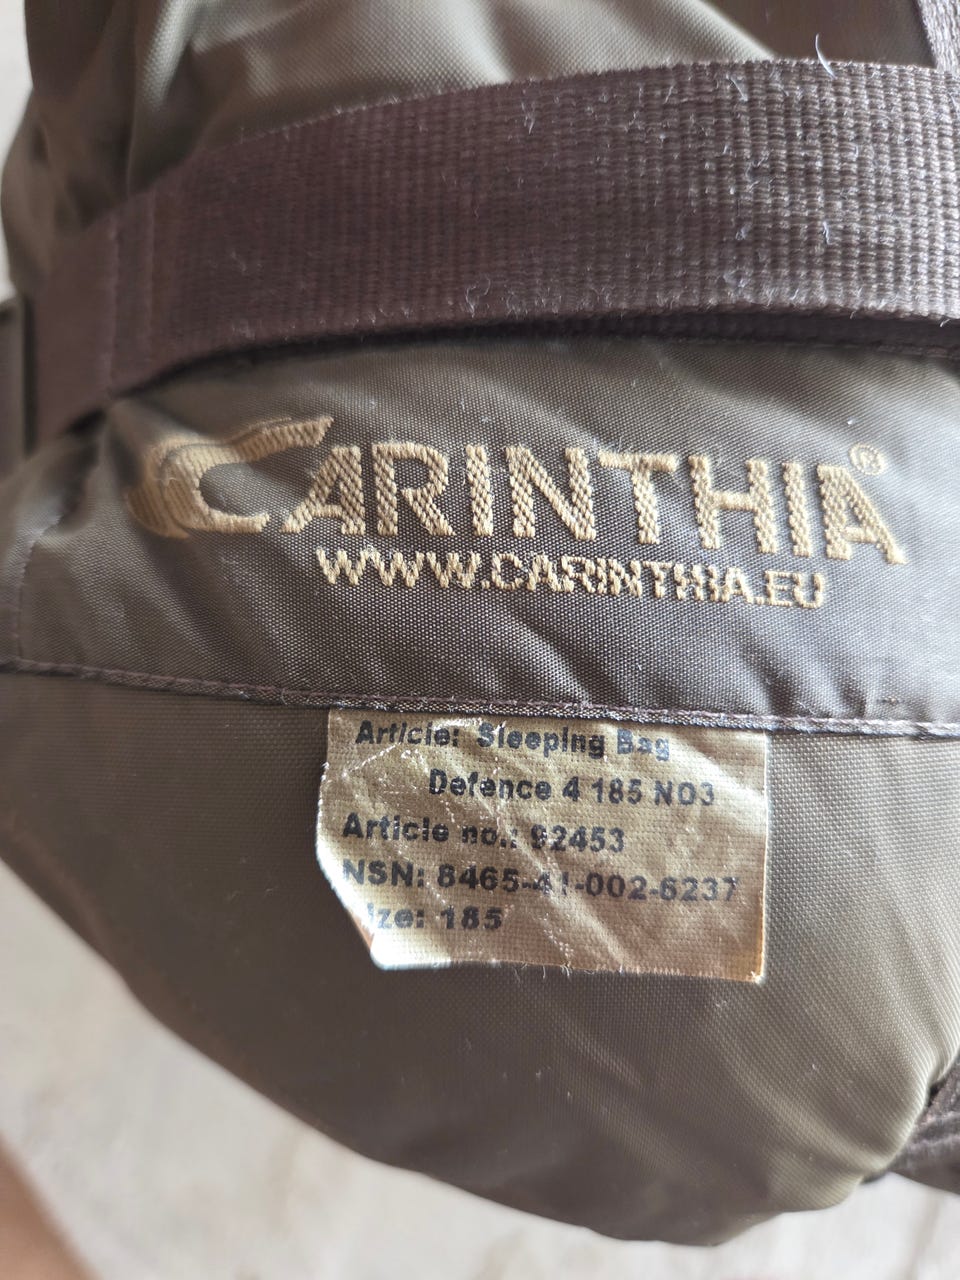 CARINTHIA®
WWW.CARINTHIA.EU
Article: Sleeping Bag
Defence 4 185 NO3
Article no.: 92453
NSN: 8465-41-002-6237
ize: 185